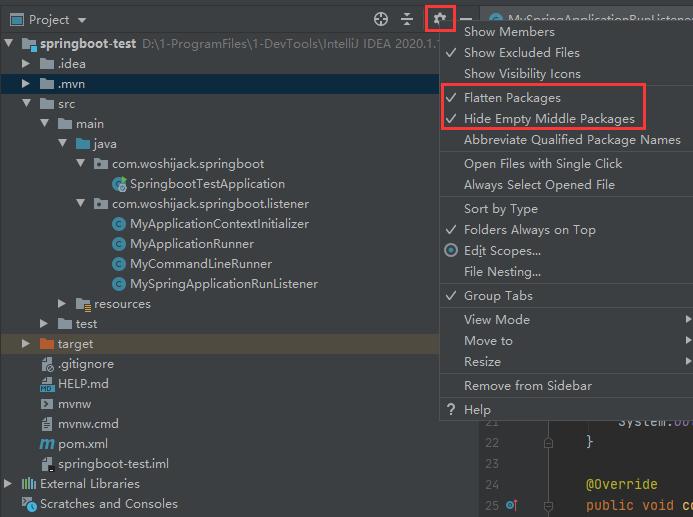 Project
MySpringApplicationRunListener
springboot-test D:\1-ProgramFiles\1-DevTools\IntelliJ IDEA 2020.1.
.idea
.mvn
src
main
java
com.woshijack.springboot
SpringbootTestApplication
com.woshijack.springboot.listener
MyApplicationContextInitializer
MyApplicationRunner
MyCommandLineRunner
MySpringApplicationRunListener
resources
test
target
.gitignore
HELP.md
mvnw
mvnw.cmd
pom.xml
springboot-test.iml
External Libraries
Scratches and Consoles
Show Members
Show Excluded Files
Show Visibility Icons
Flatten Packages
Hide Empty Middle Packages
Abbreviate Qualified Package Names
Open Files with Single Click
Always Select Opened File
Sort by Type
Folders Always on Top
Edit Scopes...
File Nesting...
Group Tabs
View Mode
Move to
Resize
Remove from Sidebar
? Help
21 System.ou
22 }
23
24 @Override
25 public void co